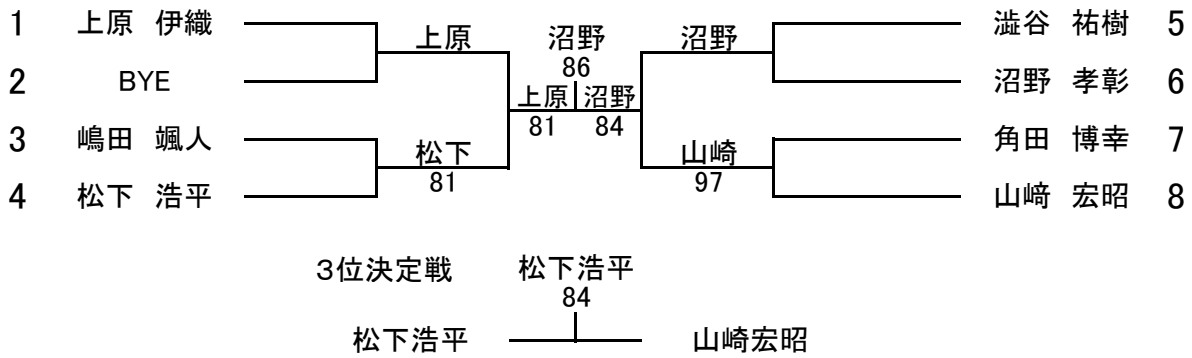 1 上原 伊織
上原 沼野 沼野
澁谷 祐樹 5
86
2 BYE
沼野 孝彰 6
上原 沼野
81 84
3 嶋田 颯人
角田 博幸 7
松下 山崎
81 97
4 松下 浩平
山﨑 宏昭 8
3位決定戦 松下浩平
84
松下浩平 山崎宏昭